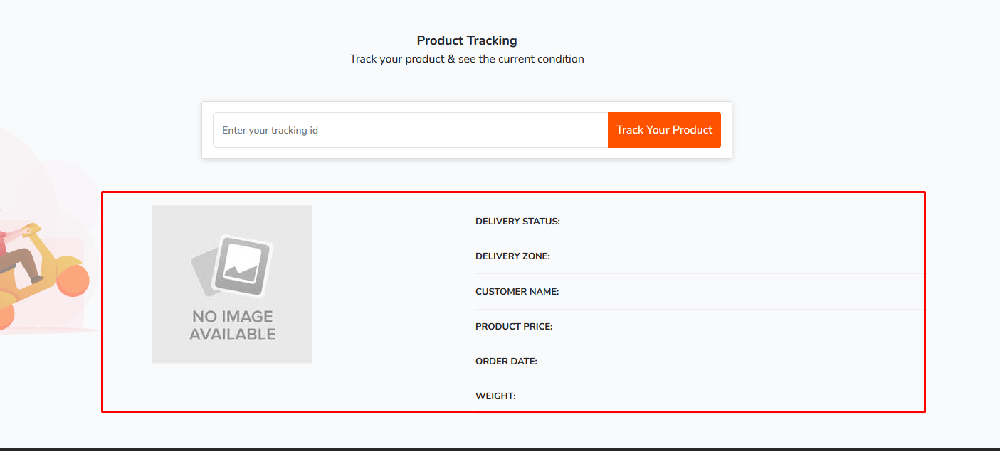 Product Tracking
Track your product & see the current condition
Enter your tracking id
Track Your Product
NO IMAGE
AVAILABLE
DELIVERY STATUS:
DELIVERY ZONE:
CUSTOMER NAME:
PRODUCT PRICE:
ORDER DATE:
WEIGHT: